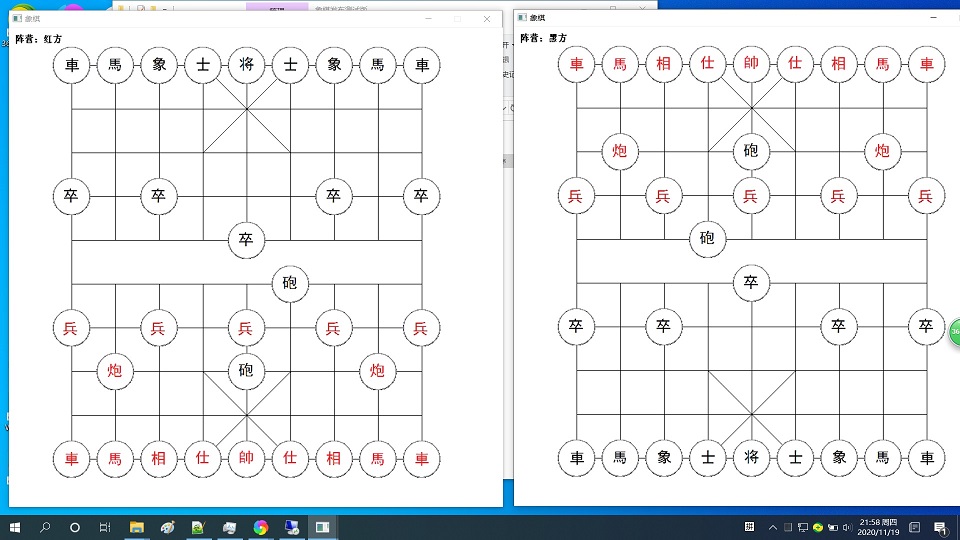 象棋
阵营：红方
車 馬 象 士 将 士 象 馬 車
卒 卒 卒 卒
卒
砲
兵 兵 兵 兵 兵
炮 砲 炮
車 馬 相 仕 帥 仕 相 馬 車
象棋
阵营：黑方
車 馬 相 仕 帥 仕 相 馬 車
炮 砲 炮
兵 兵 兵 兵 兵
砲
卒
卒 卒 卒 卒
車 馬 象 士 将 士 象 馬 車
21:58 周四
2020/11/19